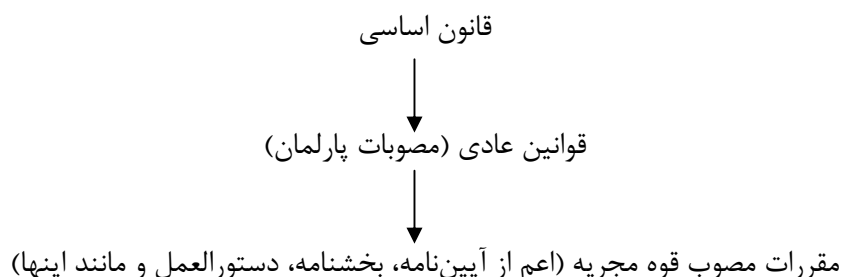 قانون اساسی
قوانین عادی (مصوبات پارلمان)
مقررات مصوب قوه مجریه (اعم از آیین‌نامه، بخشنامه، دستورالعمل و مانند اینها)